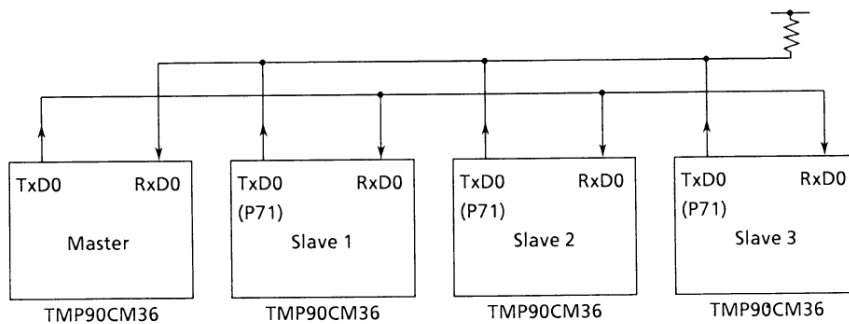 TxD0 RxD0 TxD0 RxD0 TxD0 RxD0 TxD0 RxD0
(P71) (P71) (P71)
Master Slave 1 Slave 2 Slave 3
TMP90CM36 TMP90CM36 TMP90CM36 TMP90CM36